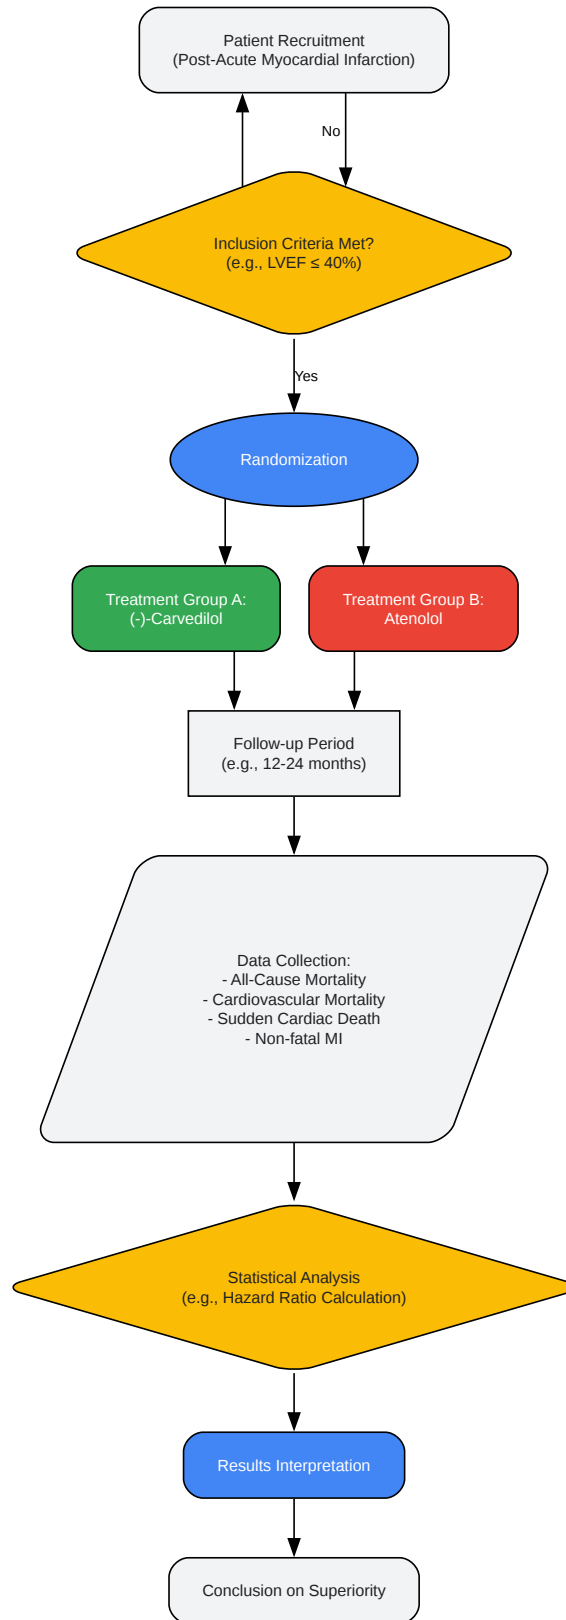 Patient Recruitment
(Post-Acute Myocardial Infarction)
No
Inclusion Criteria Met?
(e.g., LVEF ≤ 40%)
Yes
Randomization
Treatment Group A:
(-)-Carvedilol
Treatment Group B:
Atenolol
Follow-up Period
(e.g., 12-24 months)
Data Collection:
- All-Cause Mortality
- Cardiovascular Mortality
- Sudden Cardiac Death
- Non-fatal MI
Statistical Analysis
(e.g., Hazard Ratio Calculation)
Results Interpretation
Conclusion on Superiority